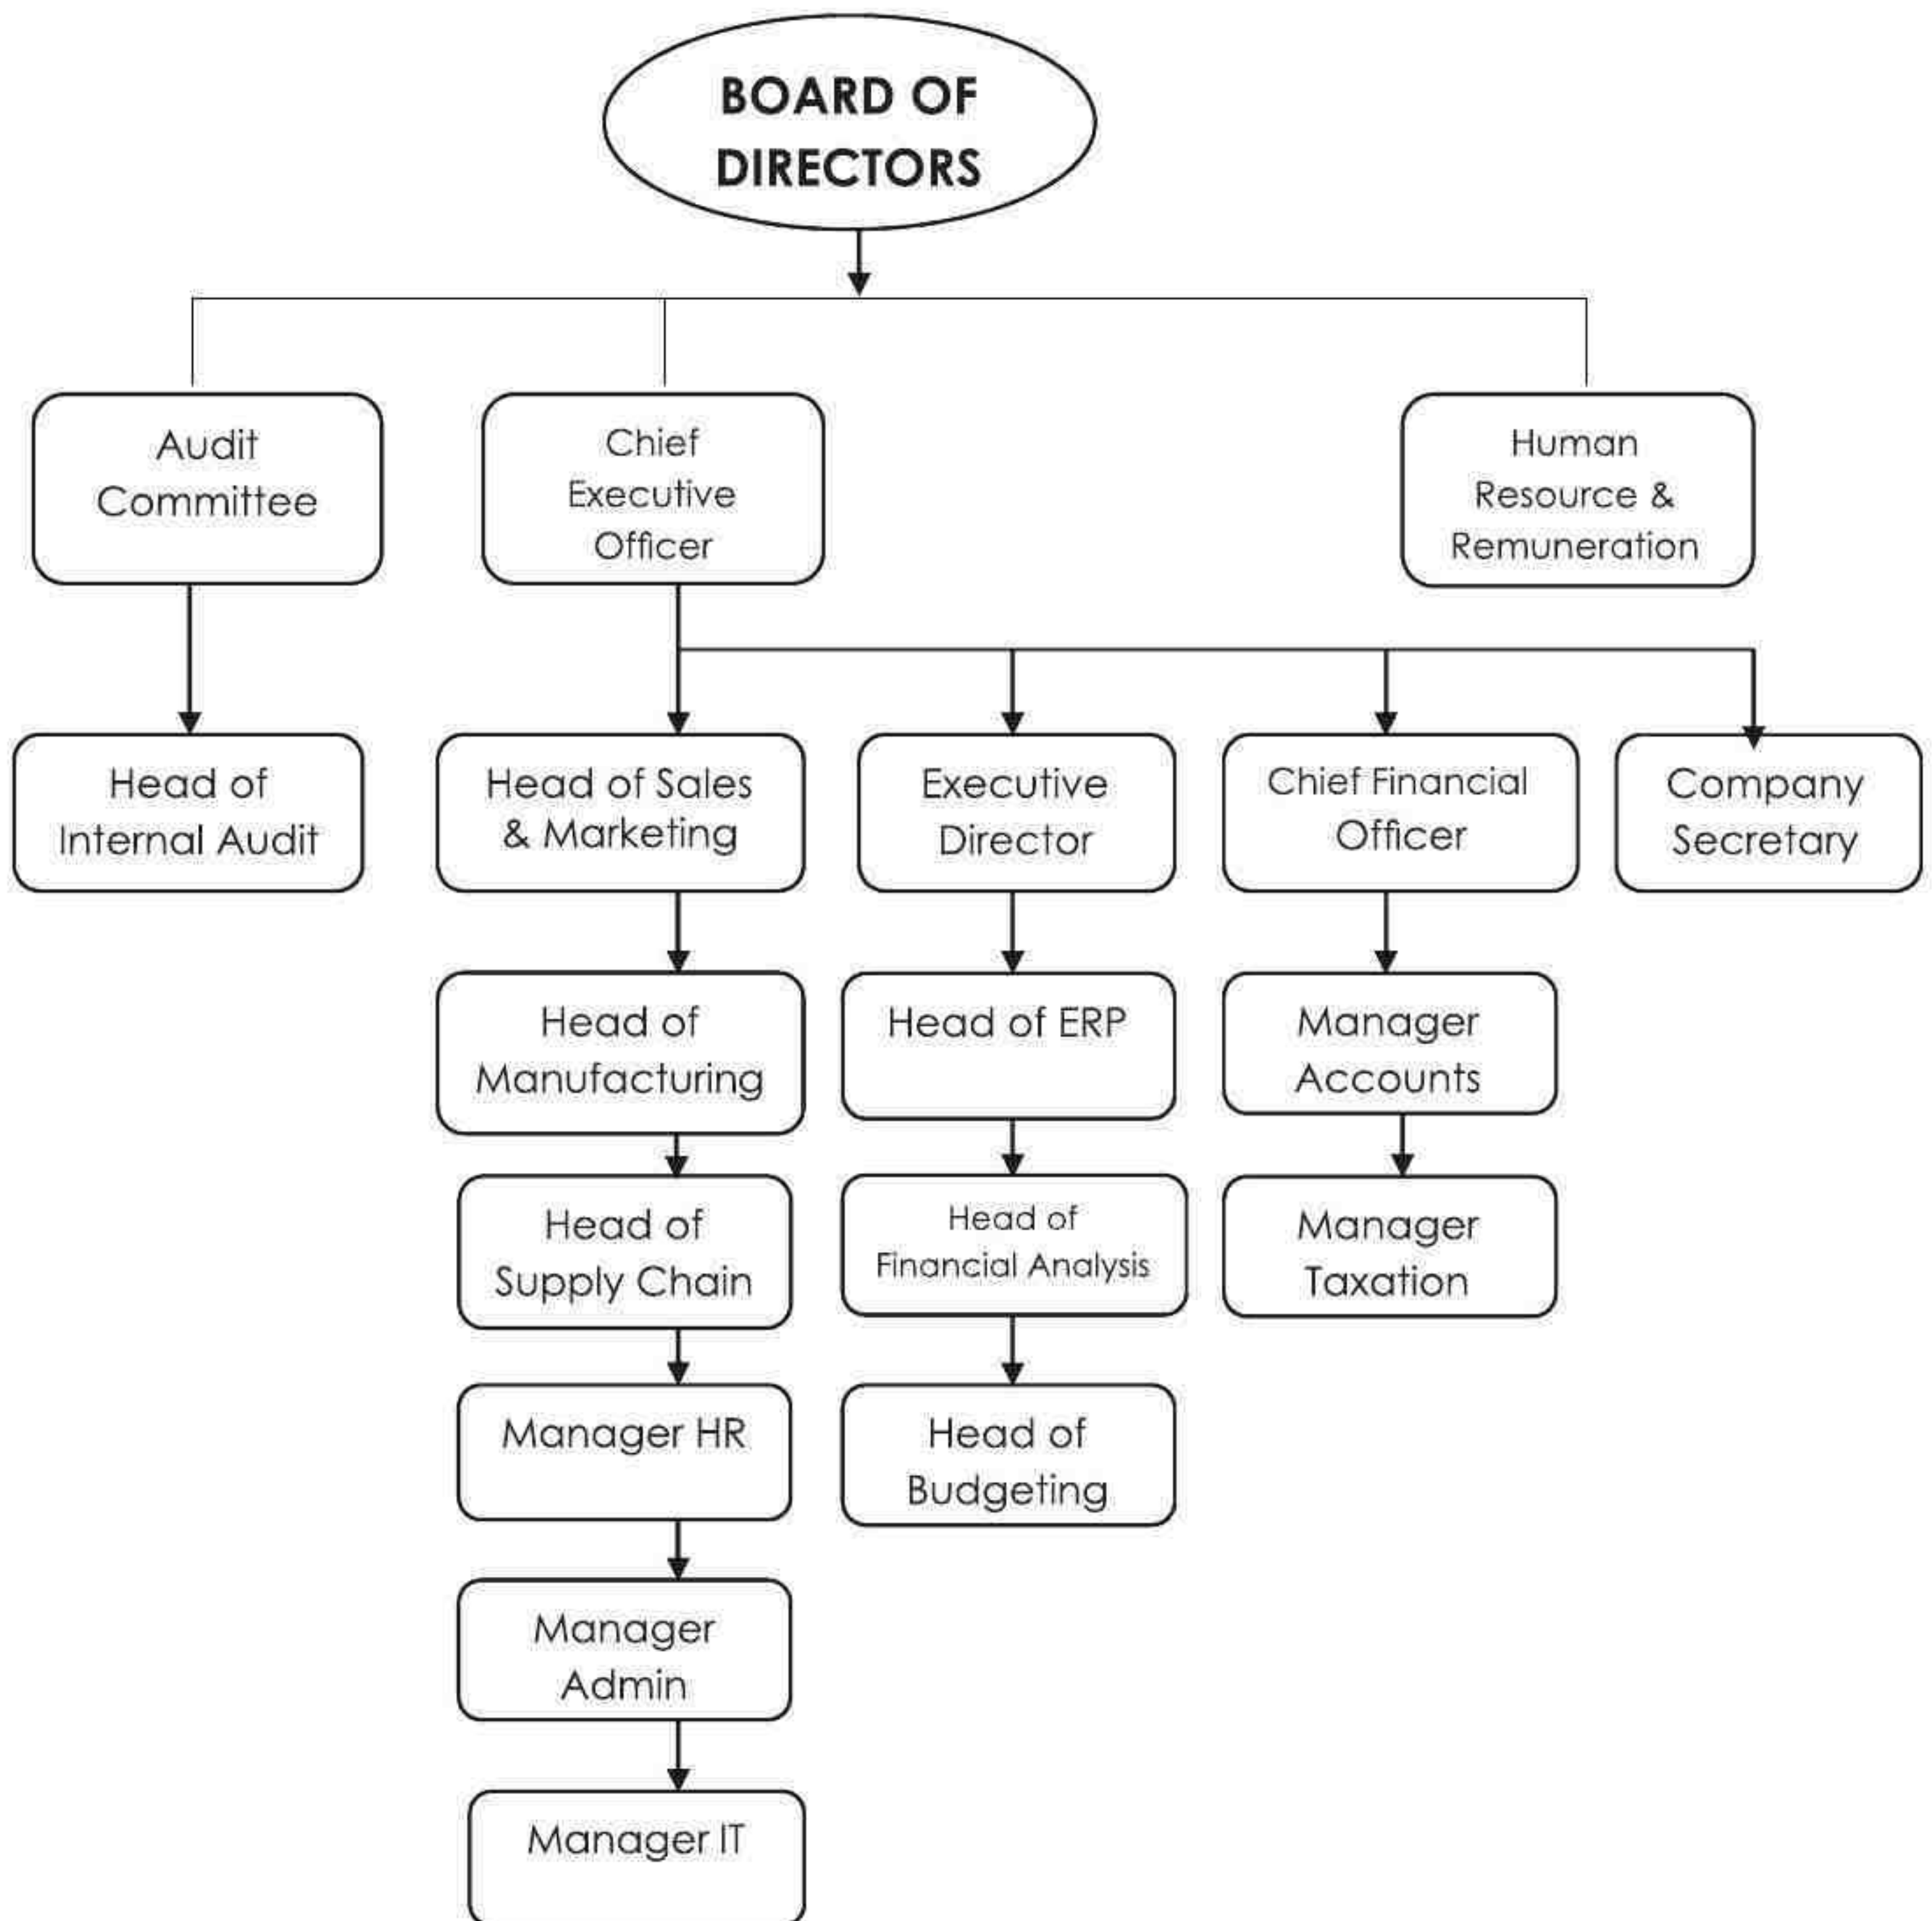 BOARD OF
DIRECTORS
Audit
Committee
Chief
Executive
Officer
Human
Resource &
Remuneration
Head of
Internal Audit
Head of Sales
& Marketing
Executive
Director
Chief Financial
Officer
Company
Secretary
Head of
Manufacturing
Head of ERP
Manager
Accounts
Head of
Supply Chain
Head of
Financial Analysis
Manager
Taxation
Manager HR
Head of
Budgeting
Manager
Admin
Manager IT